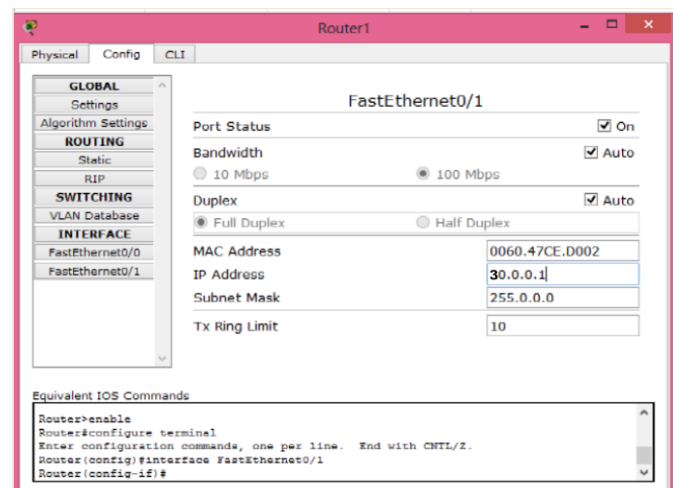 Router1
Physical Config CLI
GLOBAL
Settings
Algorithm Settings
ROUTING
Static
RIP
SWITCHING
VLAN Database
INTERFACE
FastEthernet0/0
FastEthernet0/1
FastEthernet0/1
Port Status On
Bandwidth Auto
10 Mbps 100 Mbps
Duplex Auto
Full Duplex Half Duplex
MAC Address 0060.47CE.D002
IP Address 30.0.0.1
Subnet Mask 255.0.0.0
Tx Ring Limit 10
Equivalent IOS Commands
Router>enable
Router#configure terminal
Enter configuration commands, one per line. End with CNTL/Z.
Router(config)#interface FastEthernet0/1
Router(config-if)#